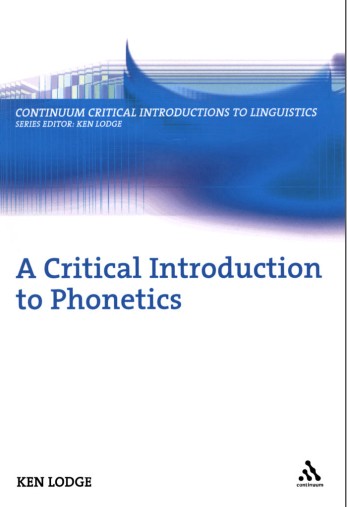 CONTINUUM CRITICAL INTRODUCTIONS TO LINGUISTICS
SERIES EDITOR: KEN LODGE
A Critical Introduction
to Phonetics
KEN LODGE
continuum